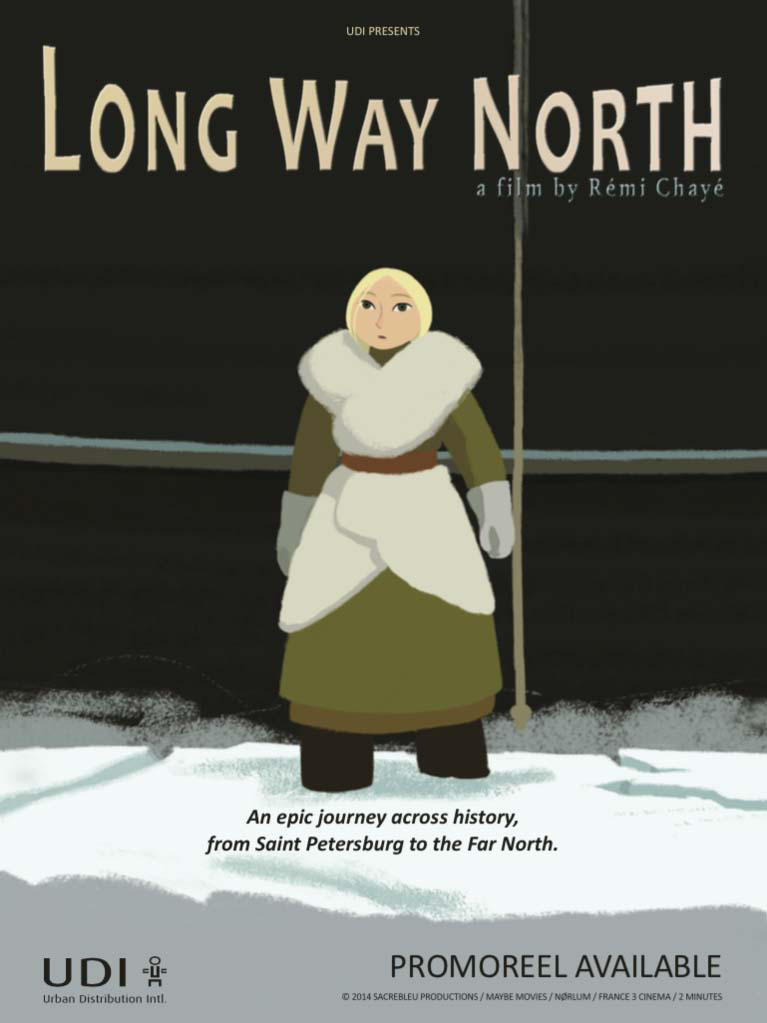 UDI PRESENTS
LONG WAY NORTH
a film by Rémi Chayé
An epic journey across history,
from Saint Petersburg to the Far North.
UDI
Urban Distribution Intl.
PROMOREEL AVAILABLE
© 2014 SACREBLEU PRODUCTIONS / MAYBE MOVIES / NØRLUM / FRANCE 3 CINEMA / 2 MINUTES